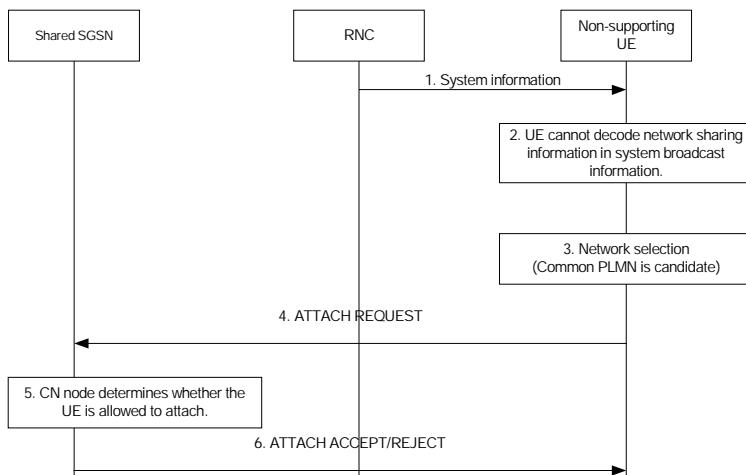 Shared SGSN
RNC
Non-supporting
UE
1. System information
2. UE cannot decode network sharing
information in system broadcast
information.
3. Network selection
(Common PLMN is candidate)
4. ATTACH REQUEST
5. CN node determines whether the
UE is allowed to attach.
6. ATTACH ACCEPT/REJECT